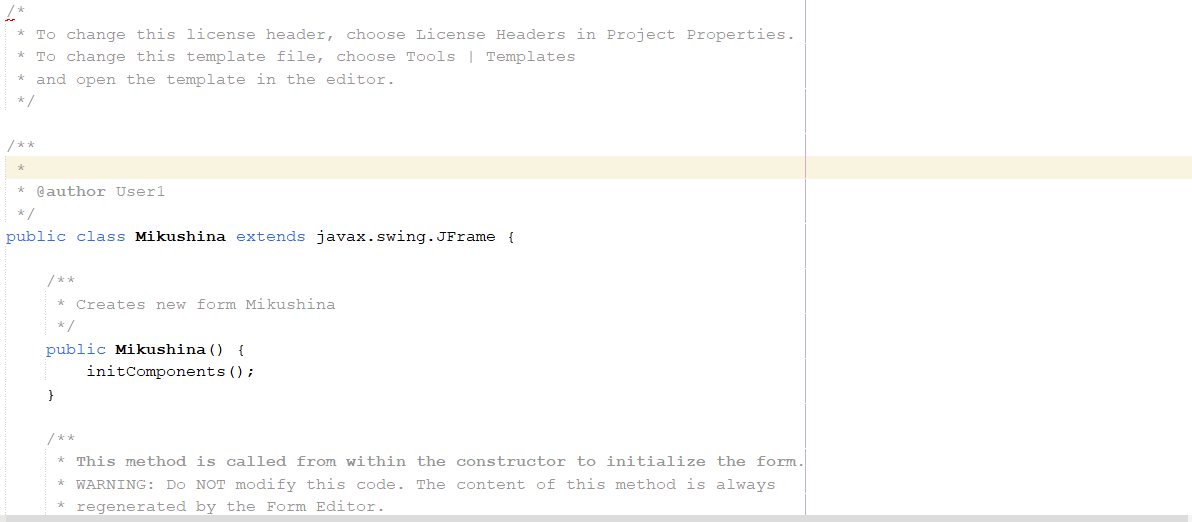 /*
 * To change this license header, choose License Headers in Project Properties.
 * To change this template file, choose Tools | Templates
 * and open the template in the editor.
 */
/**
 *
 * @author User1
 */
public class Mikushina extends javax.swing.JFrame {
    /**
     * Creates new form Mikushina
     */
    public Mikushina() {
        initComponents();
    }
    /**
     * This method is called from within the constructor to initialize the form.
     * WARNING: Do NOT modify this code. The content of this method is always
     * regenerated by the Form Editor.